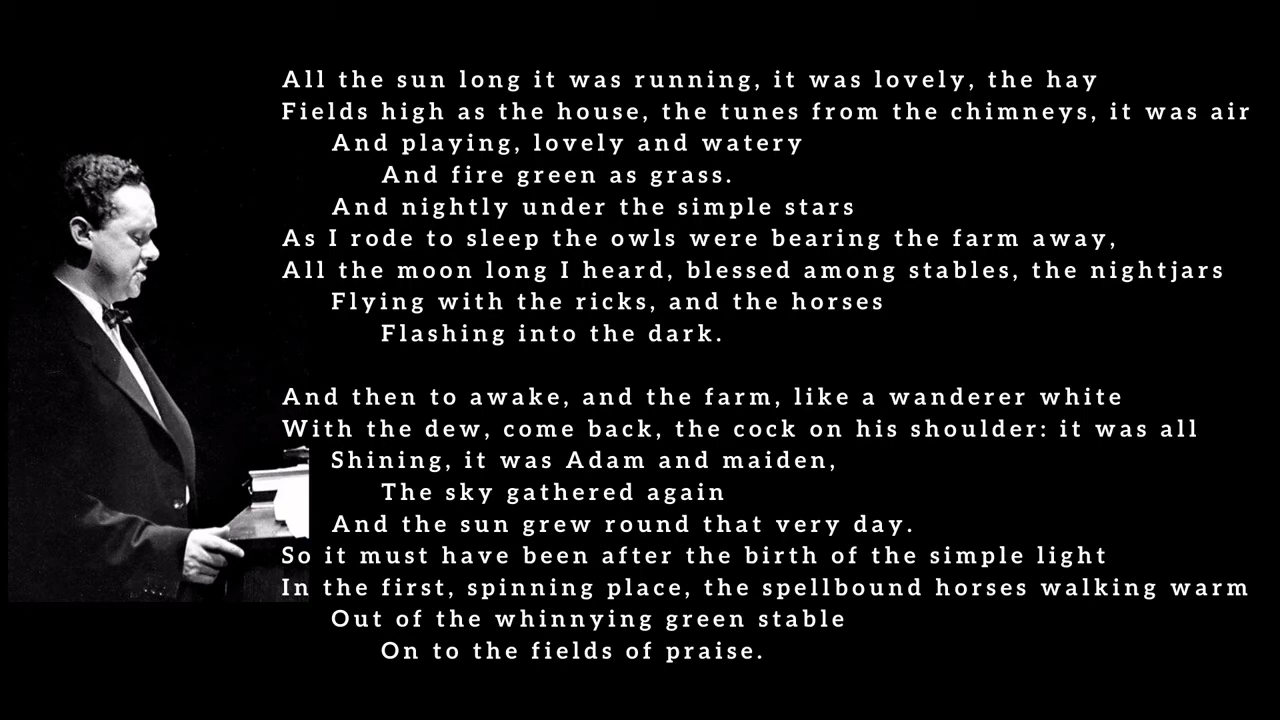 All the sun long it was running, it was lovely, the hay
Fields high as the house, the tunes from the chimneys, it was air
And playing, lovely and watery
And fire green as grass.
And nightly under the simple stars
As I rode to sleep the owls were bearing the farm away,
All the moon long I heard, blessed among stables, the nightjars
Flying with the ricks, and the horses
Flashing into the dark.

And then to awake, and the farm, like a wanderer white
With the dew, come back, the cock on his shoulder: it was all
Shining, it was Adam and maiden,
The sky gathered again
And the sun grew round that very day.
So it must have been after the birth of the simple light
In the first, spinning place, the spellbound horses walking warm
Out of the whinnying green stable
On to the fields of praise.